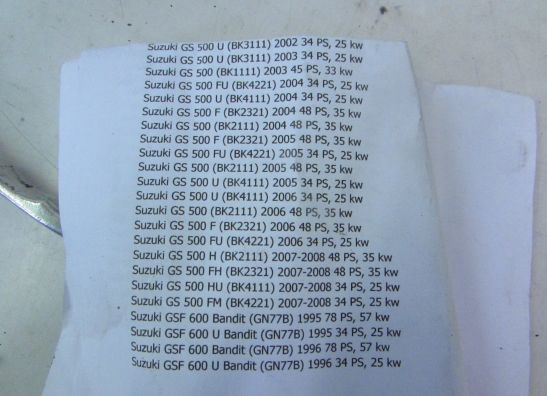 Suzuki GS 500 U (BK3111) 2002 34 PS, 25 kw
Suzuki GS 500 U (BK3111) 2003 34 PS, 25 kw
Suzuki GS 500 (BK1111) 2003 45 PS, 33 kw
Suzuki GS 500 FU (BK4221) 2004 34 PS, 25 kw
Suzuki GS 500 U (BK4111) 2004 34 PS, 25 kw
Suzuki GS 500 F (BK2321) 2004 48 PS, 35 kw
Suzuki GS 500 (BK2111) 2004 48 PS, 35 kw
Suzuki GS 500 F (BK2321) 2005 48 PS, 35 kw
Suzuki GS 500 FU (BK4221) 2005 34 PS, 25 kw
Suzuki GS 500 (BK2111) 2005 48 PS, 35 kw
Suzuki GS 500 U (BK4111) 2005 34 PS, 25 kw
Suzuki GS 500 U (BK4111) 2006 34 PS, 25 kw
Suzuki GS 500 (BK2111) 2006 48 PS, 35 kw
Suzuki GS 500 F (BK2321) 2006 48 PS, 35 kw
Suzuki GS 500 FU (BK4221) 2006 34 PS, 25 kw
Suzuki GS 500 H (BK2111) 2007-2008 48 PS, 35 kw
Suzuki GS 500 FH (BK2321) 2007-2008 48 PS, 35 kw
Suzuki GS 500 HU (BK4111) 2007-2008 34 PS, 25 kw
Suzuki GS 500 FM (BK4221) 2007-2008 34 PS, 25 kw
Suzuki GSF 600 Bandit (GN77B) 1995 78 PS, 57 kw
Suzuki GSF 600 U Bandit (GN77B) 1995 34 PS, 25 kw
Suzuki GSF 600 Bandit (GN77B) 1996 78 PS, 57 kw
Suzuki GSF 600 U Bandit (GN77B) 1996 34 PS, 25 kw